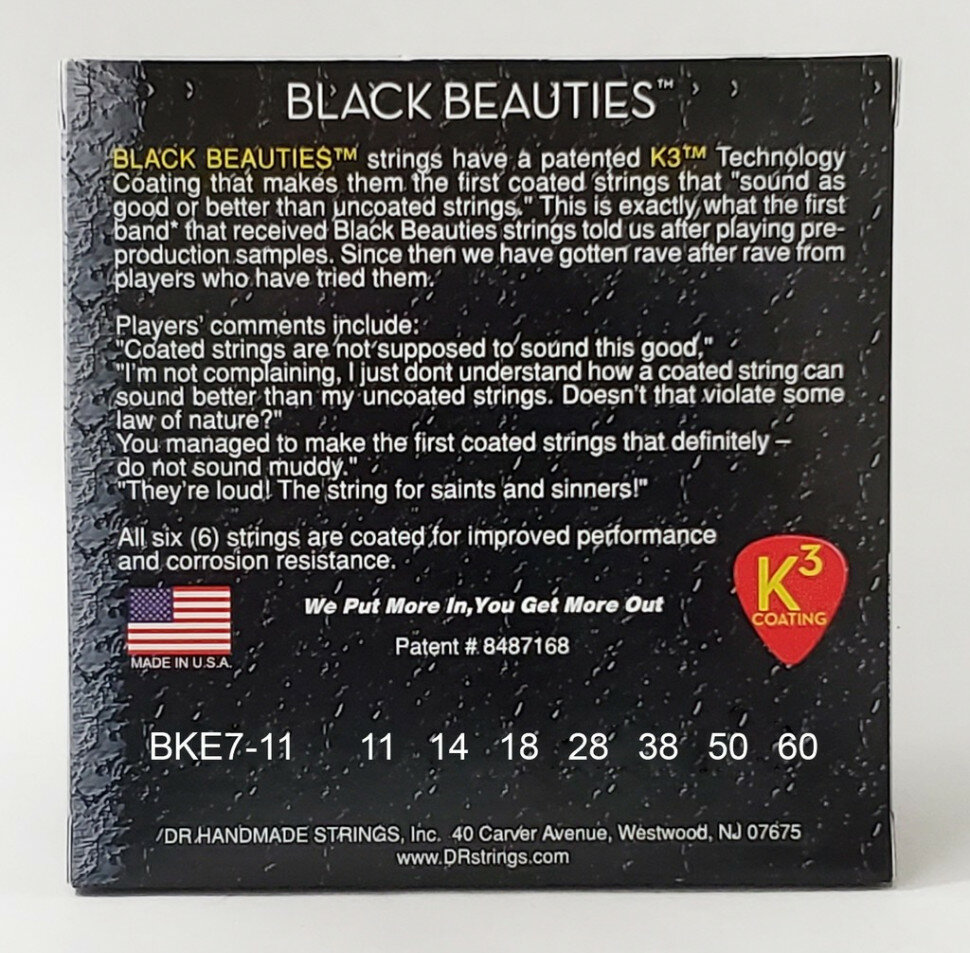 BLACK BEAUTIES™
BLACK BEAUTIES™ strings have a patented K3™ Technology
Coating that makes them the first coated strings that "sound as
good or better than uncoated strings." This is exactly what the first
band* that received Black Beauties strings told us after playing pre-
production samples. Since then we have gotten rave after rave from
players who have tried them.
Players' comments include:
"Coated strings are not supposed to sound this good,"
"I'm not complaining, I just dont understand how a coated string can
sound better than my uncoated strings. Doesn't that violate some
law of nature?"
You managed to make the first coated strings that definitely –
do not sound muddy."
"They're loud! The string for saints and sinners!"
All six (6) strings are coated for improved performance
and corrosion resistance.
K3
COATING
We Put More In,You Get More Out
Patent # 8487168
MADE IN U.S.A.
BKE7-11 11 14 18 28 38 50 60
DR HANDMADE STRINGS, Inc. 40 Carver Avenue, Westwood, NJ 07675
www.DRstrings.com